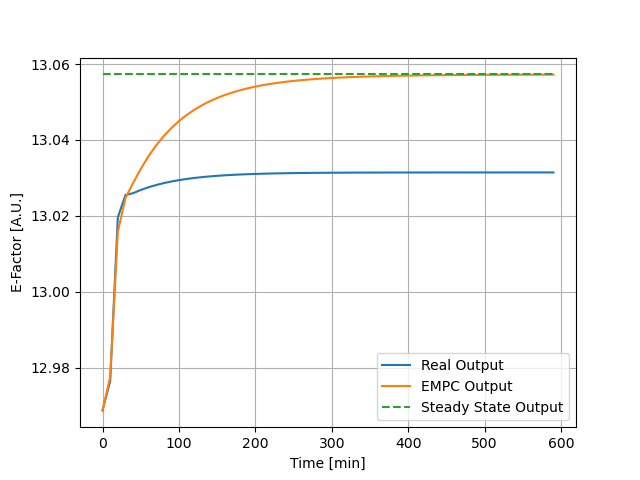 13.06
13.04
13.02
13.00
12.98
E-Factor [A.U.]
0
100
200
300
400
500
600
Time [min]
Real Output
EMPC Output
Steady State Output